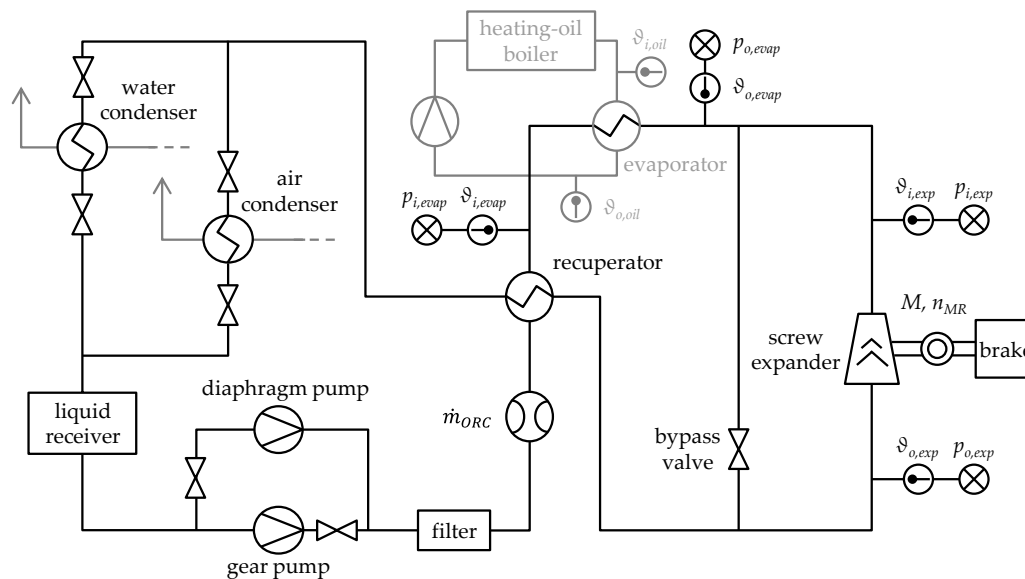 heating-oil
boiler
ϑi,oil
po,evap
ϑo,evap
water
condenser
evaporator
air
condenser
pi,evap
ϑi,evap
ϑo,oil
ϑi,exp
pi,exp
recuperator
M, nMR
screw
expander
brake
diaphragm pump
liquid
receiver
ṁORC
bypass
valve
ϑo,exp
po,exp
filter
gear pump